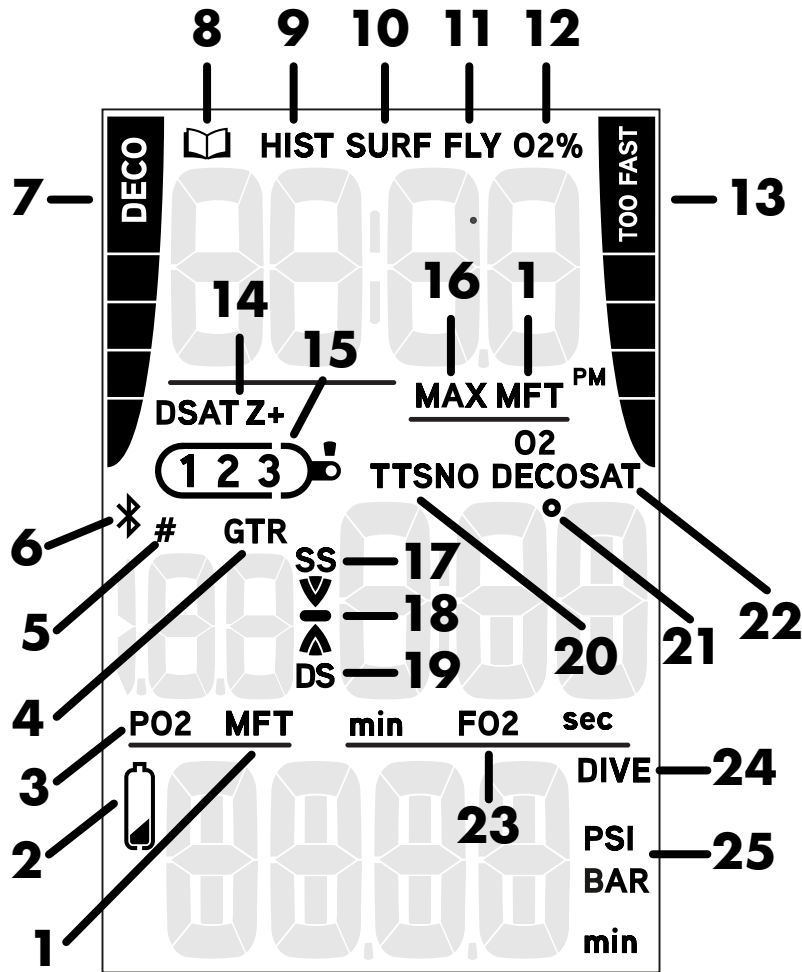 8 9 10 11 12
HIST SURF FLY O2%
DECO
TOO FAST
7
13
14
15
16 1
MAX MFT PM
DSAT Z+
O2
1 2 3
TTSNO DECOSAT
6
#
GTR
SS 17
18
DS 19
5
4
20
21
22
PO2 MFT min FO2 sec
3
DIVE 24
23
2
PSI
25
BAR
1
min